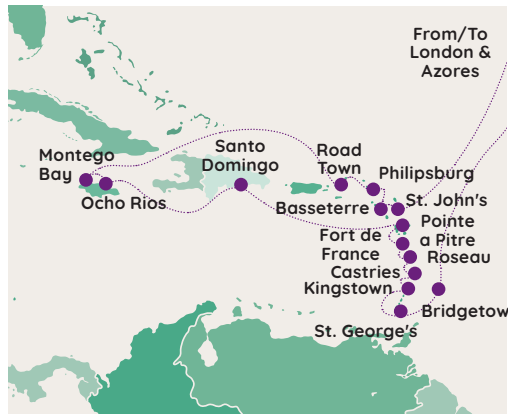 From/To
London &
Azores
Montego
Bay
Ocho Rios
Santo
Domingo
Road
Town
Philipsburg
Basseterre
St. John's
Pointe
a Pitre
Fort de
France
Roseau
Castries
Kingstown
Bridgetow
St. George's